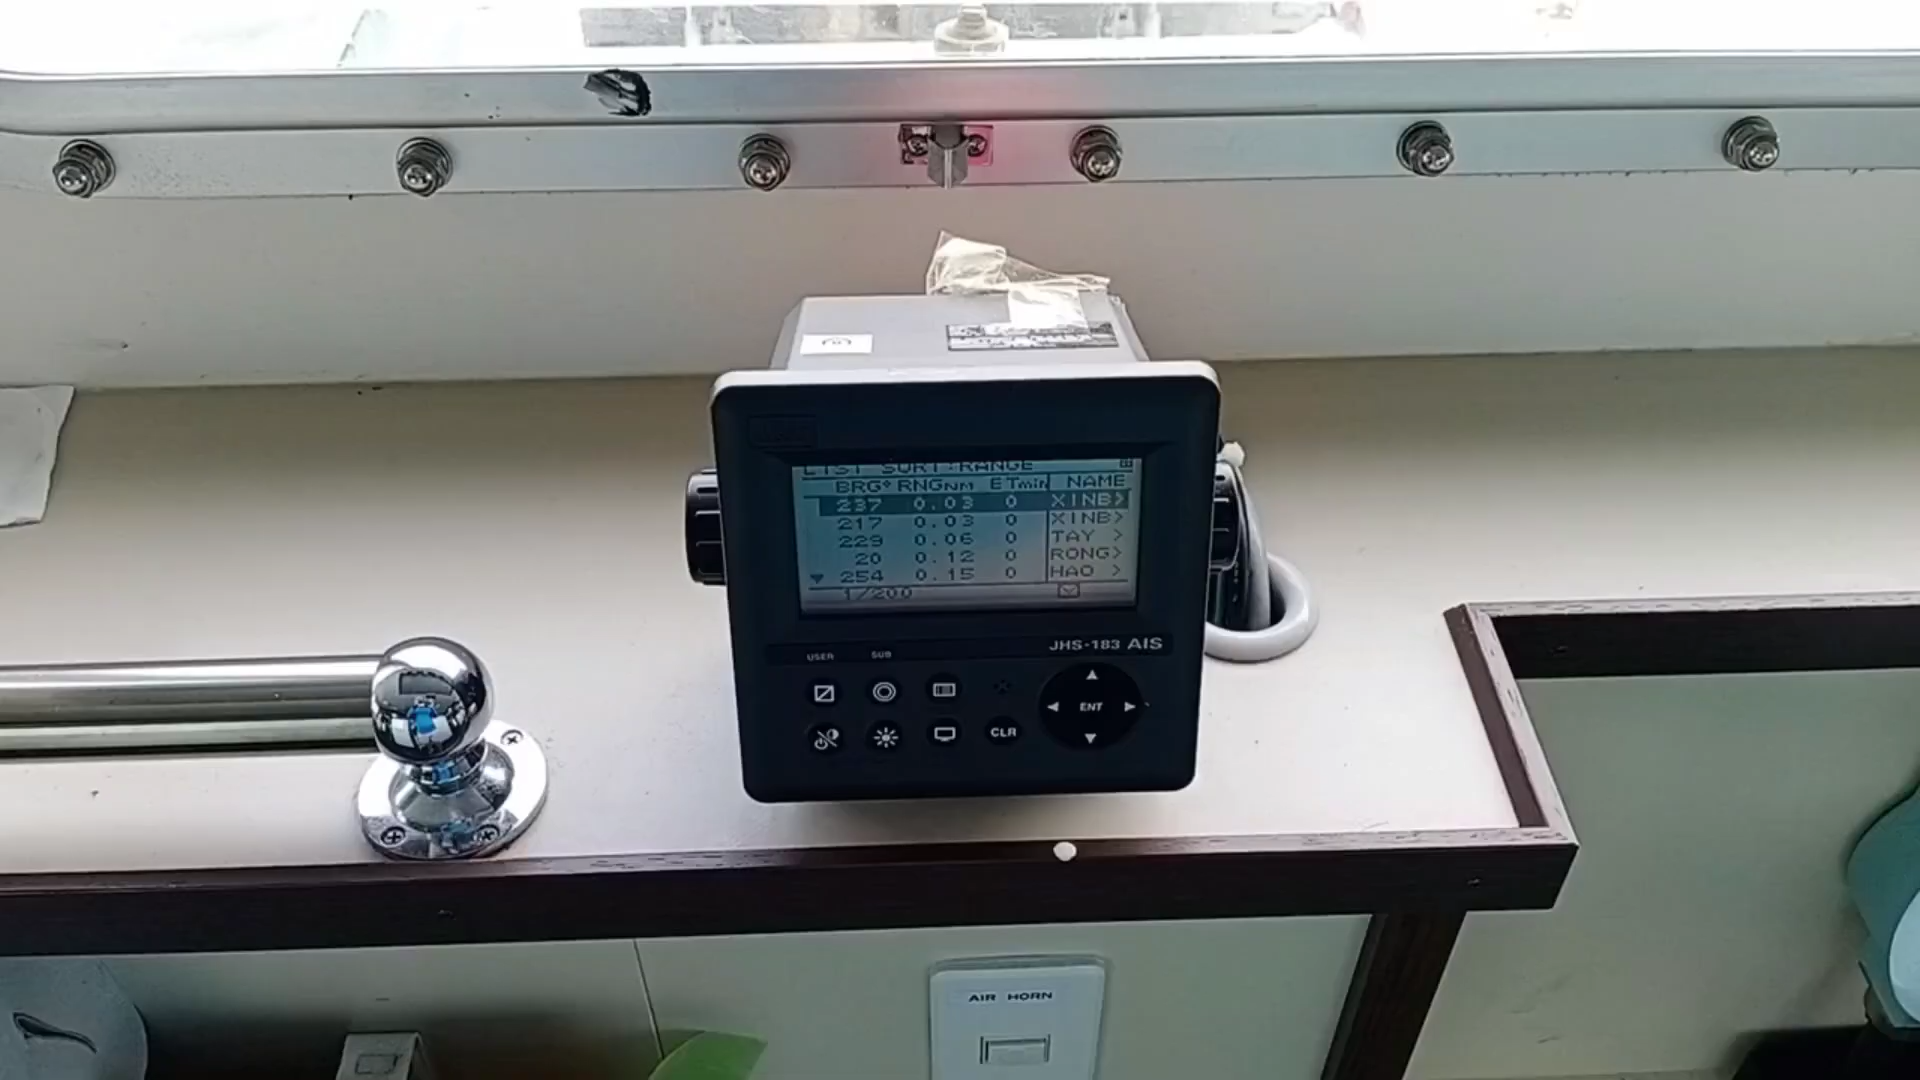 LIST SORT:RANGE
BRG° RNGNM ETmin NAME
237 0.03 0 XINB>
217 0.03 0 XINB>
229 0.06 0 TAY >
20 0.12 0 RONG>
▼ 254 0.15 0 HAO >
1/200
JHS-183 AIS
USER SUB
ENT
CLR
AIR HORN